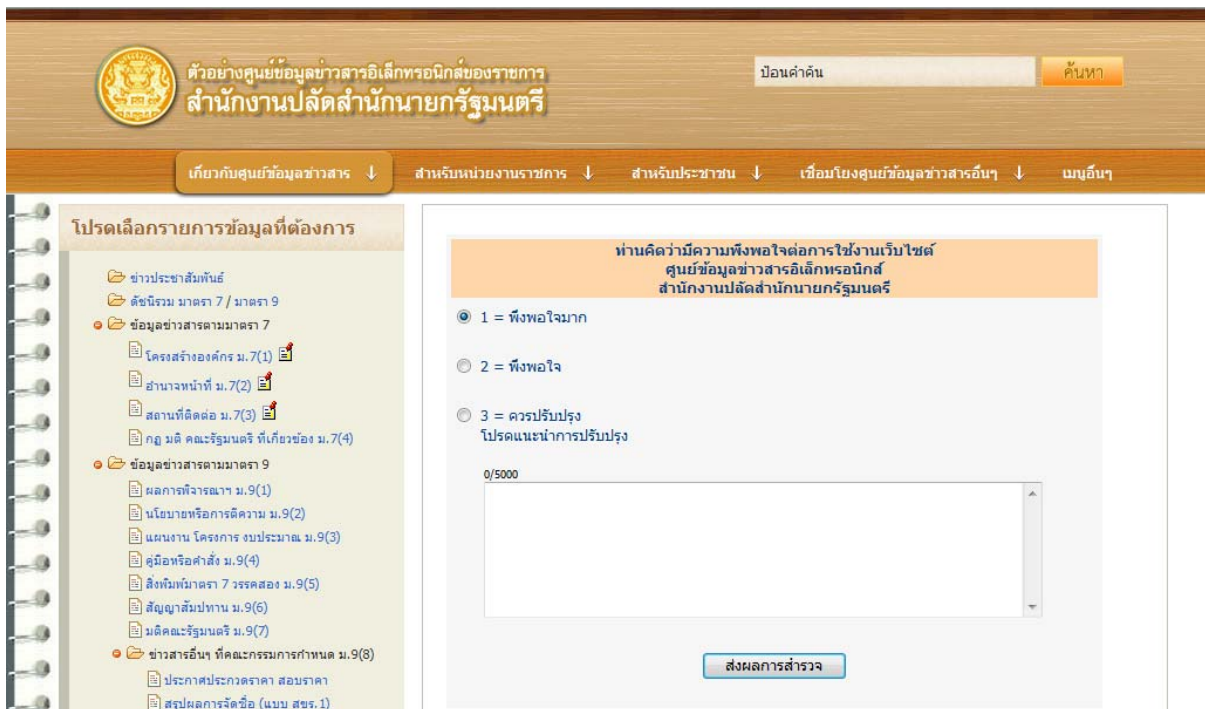 ตัวอย่างศูนย์ข้อมูลข่าวสารอิเล็กทรอนิกส์ของราชการ
สำนักงานปลัดสำนักนายกรัฐมนตรี
ป้อนคำค้น
ค้นหา
เกี่ยวกับศูนย์ข้อมูลข่าวสาร ↓ สำหรับหน่วยงานราชการ ↓ สำหรับประชาชน ↓ เชื่อมโยงศูนย์ข้อมูลข่าวสารอื่นๆ ↓ เมนูอื่นๆ
โปรดเลือกรายการข้อมูลที่ต้องการ
ข่าวประชาสัมพันธ์
ดัชนีรวม มาตรา 7 / มาตรา 9
ข้อมูลข่าวสารตามมาตรา 7
โครงสร้างองค์กร ม.7(1)
อำนาจหน้าที่ ม.7(2)
สถานที่ติดต่อ ม.7(3)
กฎ มติ คณะรัฐมนตรี ที่เกี่ยวข้อง ม.7(4)
ข้อมูลข่าวสารตามมาตรา 9
ผลการพิจารณาฯ ม.9(1)
นโยบายหรือการตีความ ม.9(2)
แผนงาน โครงการ งบประมาณ ม.9(3)
คู่มือหรือคำสั่ง ม.9(4)
สิ่งพิมพ์มาตรา 7 วรรคสอง ม.9(5)
สัญญาสัมปทาน ม.9(6)
มติคณะรัฐมนตรี ม.9(7)
ข่าวสารอื่นๆ ที่คณะกรรมการกำหนด ม.9(8)
ประกาศประกวดราคา สอบราคา
สรุปผลการจัดซื้อ (แบบ สขร.1)
ท่านคิดว่ามีความพึงพอใจต่อการใช้งานเว็บไซต์
ศูนย์ข้อมูลข่าวสารอิเล็กทรอนิกส์
สำนักงานปลัดสำนักนายกรัฐมนตรี
1 = พึงพอใจมาก
2 = พึงพอใจ
3 = ควรปรับปรุง
โปรดแนะนำการปรับปรุง
0/5000
ส่งผลการสำรวจ